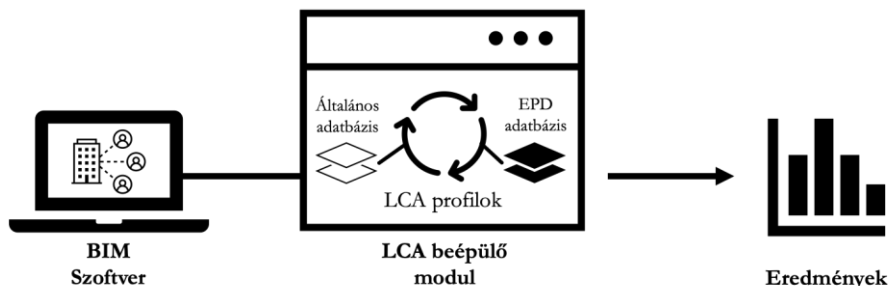 Általános
adatbázis
EPD
adatbázis
LCA profilok
BIM
Szoftver
LCA beépülő
modul
Eredmények